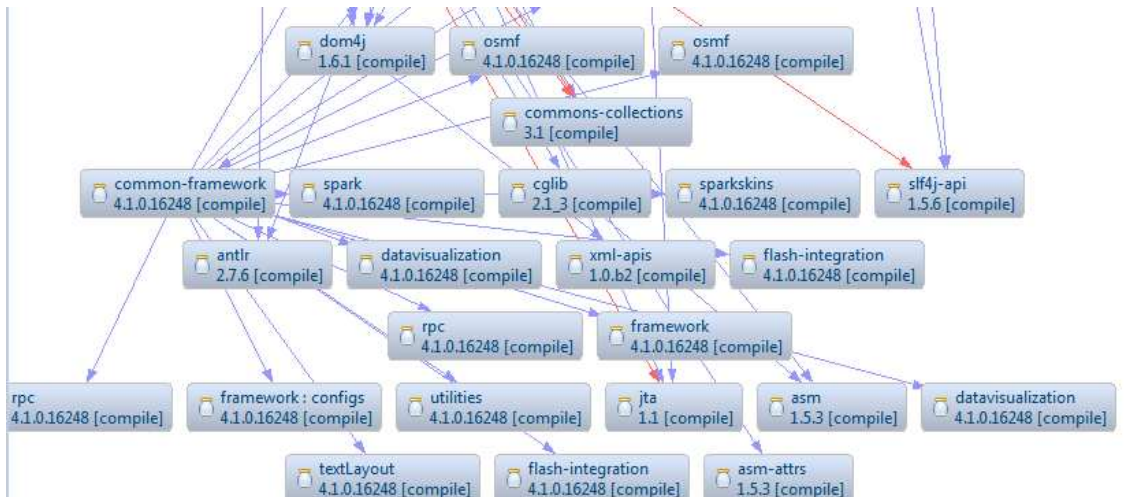 dom4j
1.6.1 [compile]
osmf
4.1.0.16248 [compile]
osmf
4.1.0.16248 [compile]
commons-collections
3.1 [compile]
common-framework
4.1.0.16248 [compile]
spark
4.1.0.16248 [compile]
cglib
2.1_3 [compile]
sparkskins
4.1.0.16248 [compile]
slf4j-api
1.5.6 [compile]
antlr
2.7.6 [compile]
datavisualization
4.1.0.16248 [compile]
xml-apis
1.0.b2 [compile]
flash-integration
4.1.0.16248 [compile]
rpc
4.1.0.16248 [compile]
framework
4.1.0.16248 [compile]
rpc
4.1.0.16248 [compile]
framework : configs
4.1.0.16248 [compile]
utilities
4.1.0.16248 [compile]
jta
1.1 [compile]
asm
1.5.3 [compile]
datavisualization
4.1.0.16248 [compile]
textLayout
4.1.0.16248 [compile]
flash-integration
4.1.0.16248 [compile]
asm-attrs
1.5.3 [compile]